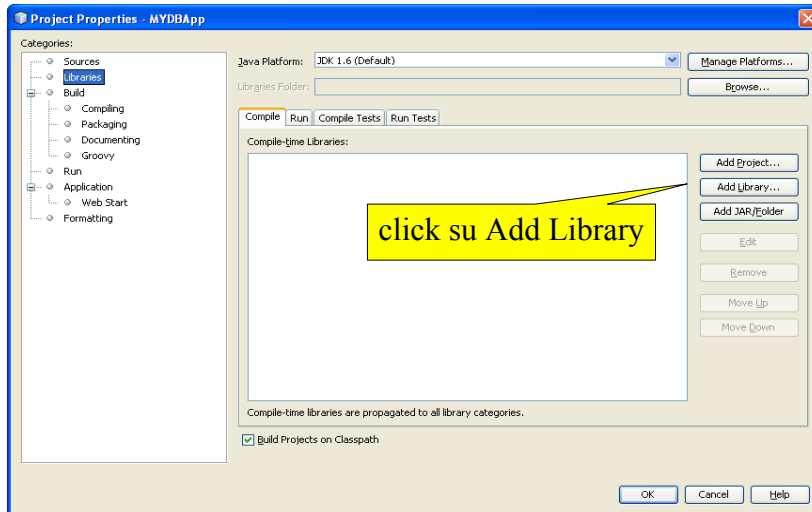 Project Properties - MYDBApp
Categories:
Sources
Libraries
Build
Compiling
Packaging
Documenting
Groovy
Run
Application
Web Start
Formatting
Java Platform: JDK 1.6 (Default) Manage Platforms...
Libraries Folder: Browse...
Compile Run Compile Tests Run Tests
Compile-time Libraries:
Add Project...
Add Library...
Add JAR/Folder
Edit
Remove
Move Up
Move Down
click su Add Library
Compile-time libraries are propagated to all library categories.
Build Projects on Classpath
OK Cancel Help